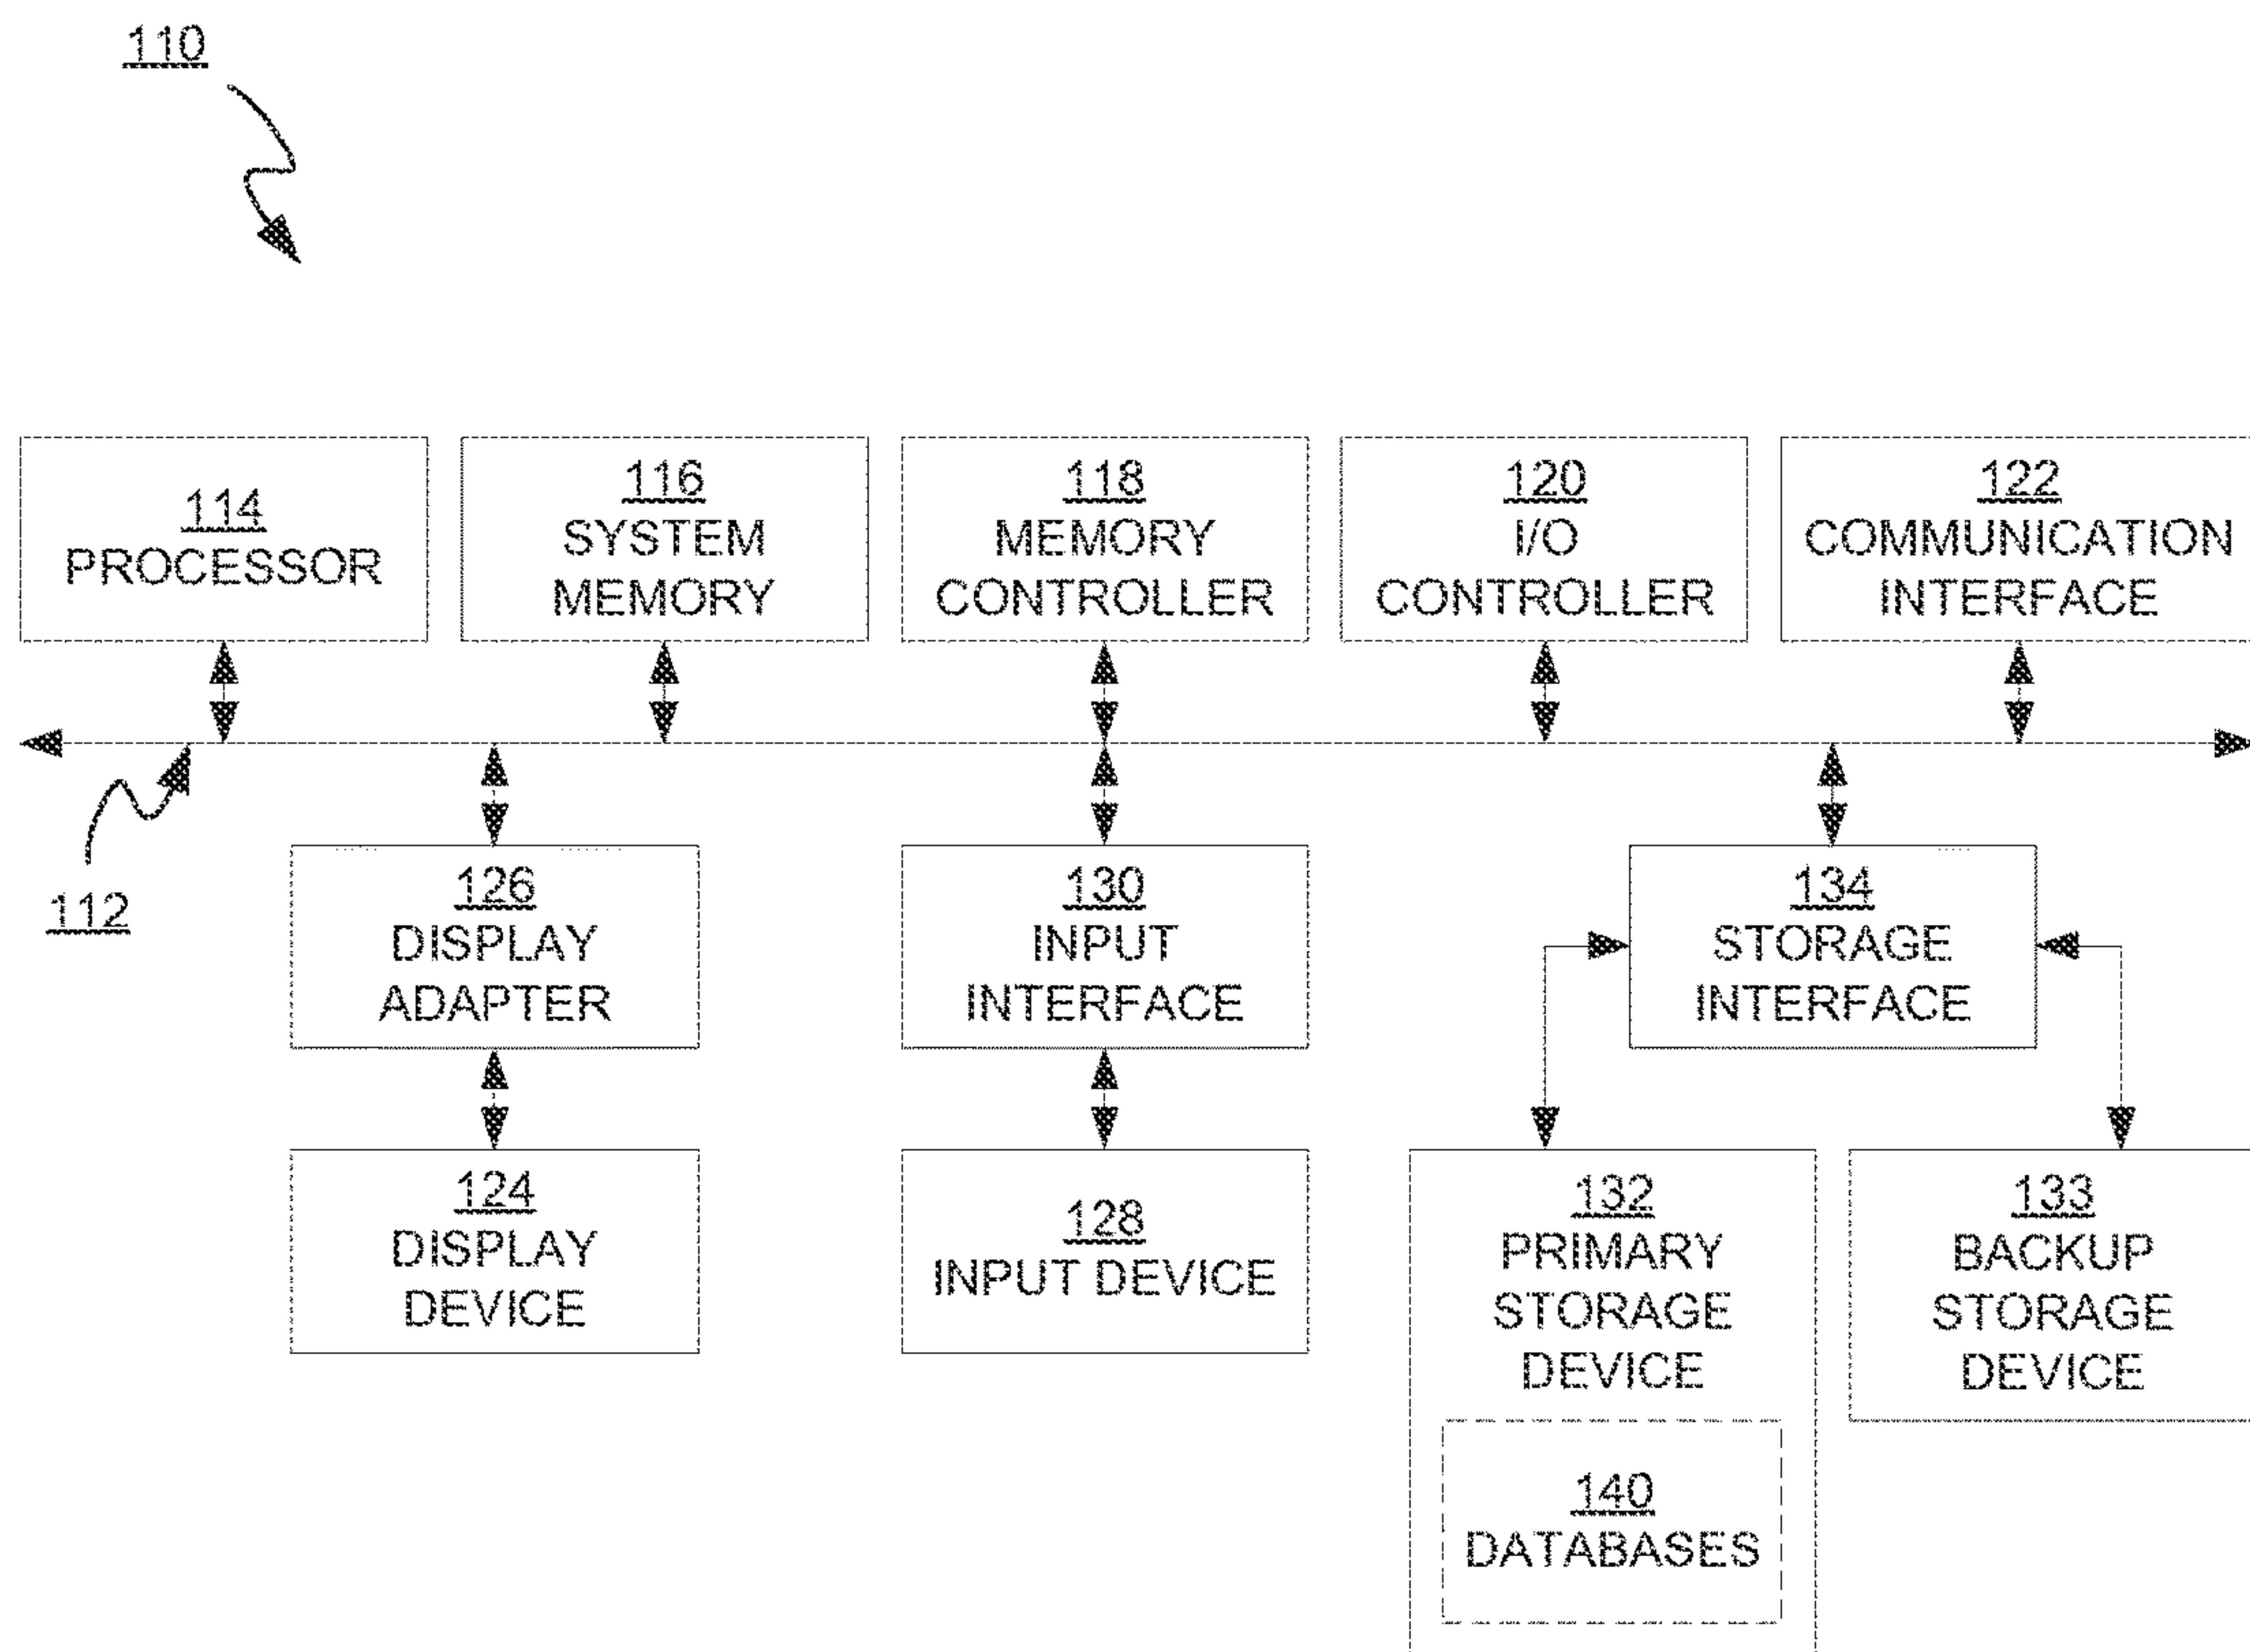 110
114
PROCESSOR
116
SYSTEM
MEMORY
118
MEMORY
CONTROLLER
120
I/O
CONTROLLER
122
COMMUNICATION
INTERFACE
112
126
DISPLAY
ADAPTER
130
INPUT
INTERFACE
134
STORAGE
INTERFACE
124
DISPLAY
DEVICE
128
INPUT DEVICE
132
PRIMARY
STORAGE
DEVICE
140
DATABASES
133
BACKUP
STORAGE
DEVICE